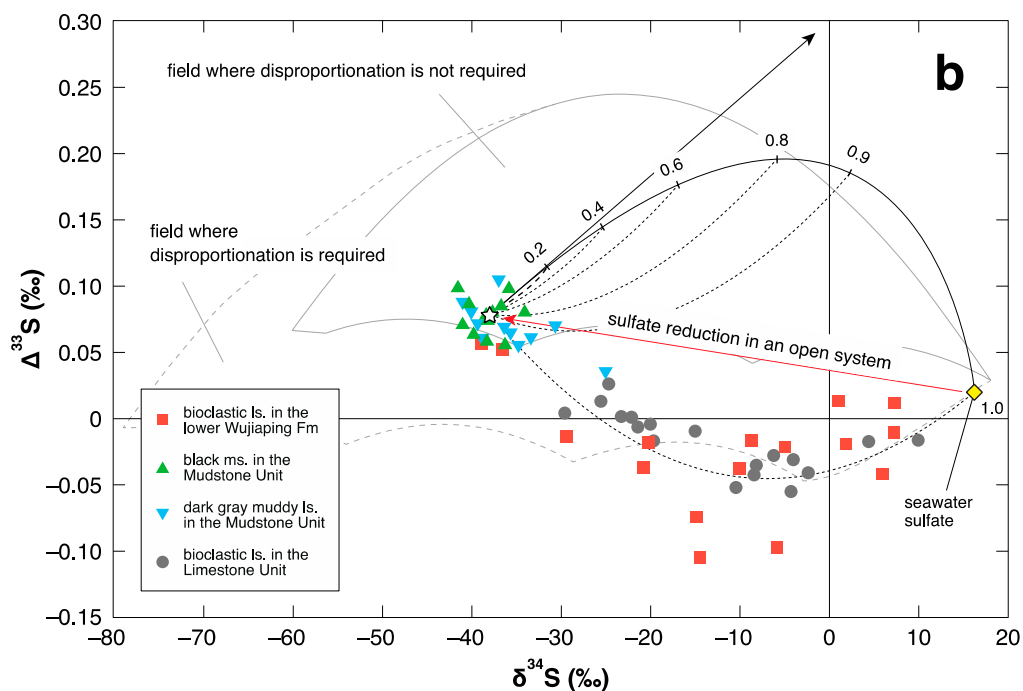 b
field where disproportionation is not required
field where
disproportionation is required
0.2
0.4
0.6
0.8
0.9
1.0
sulfate reduction in an open system
seawater
sulfate
bioclastic ls. in the
lower Wujiaping Fm
black ms. in the
Mudstone Unit
dark gray muddy ls.
in the Mudstone Unit
bioclastic ls. in the
Limestone Unit
Δ³³S (‰)
0.30
0.25
0.20
0.15
0.10
0.05
0
−0.05
−0.10
−0.15
−80 −70 −60 −50 −40 −30 −20 −10 0 10 20
δ³⁴S (‰)